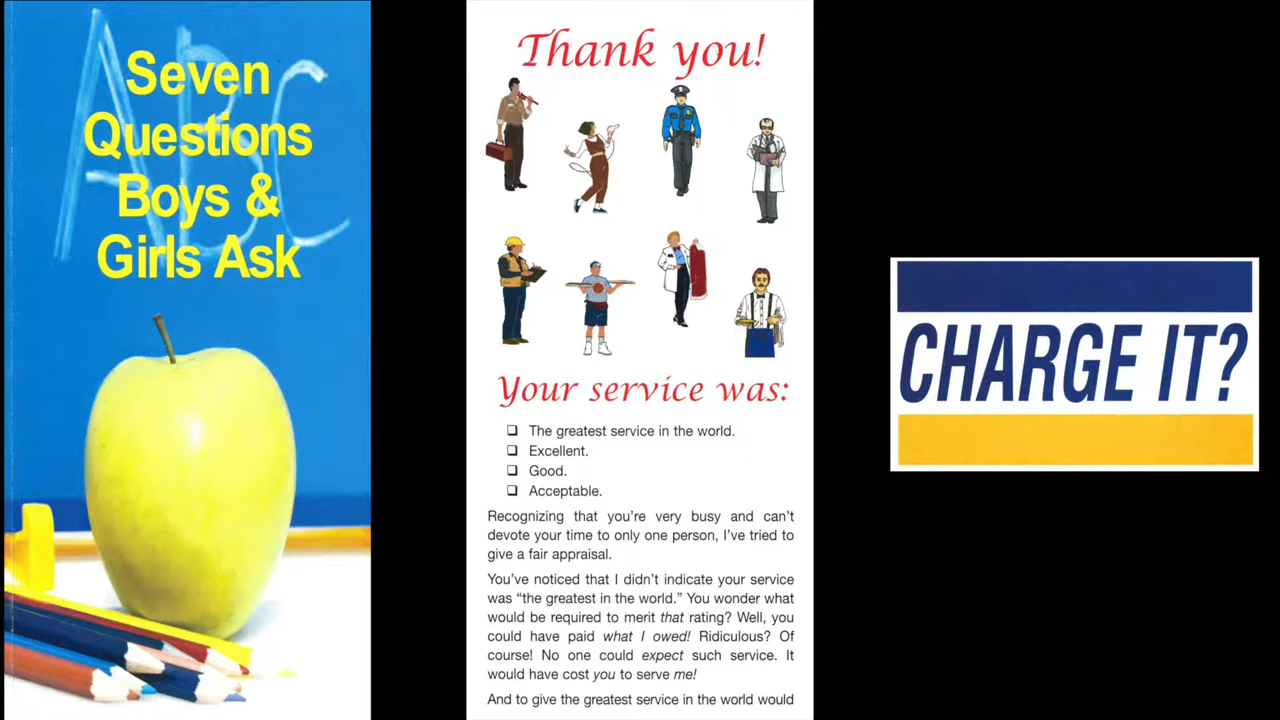 ABC
Seven
Questions
Boys &
Girls Ask
Thank you!
Your service was:
❑ The greatest service in the world.
❑ Excellent.
❑ Good.
❑ Acceptable.
Recognizing that you're very busy and can't
devote your time to only one person, I've tried to
give a fair appraisal.
You've noticed that I didn't indicate your service
was “the greatest in the world.” You wonder what
would be required to merit that rating? Well, you
could have paid what I owed! Ridiculous? Of
course! No one could expect such service. It
would have cost you to serve me!
And to give the greatest service in the world would
CHARGE IT?